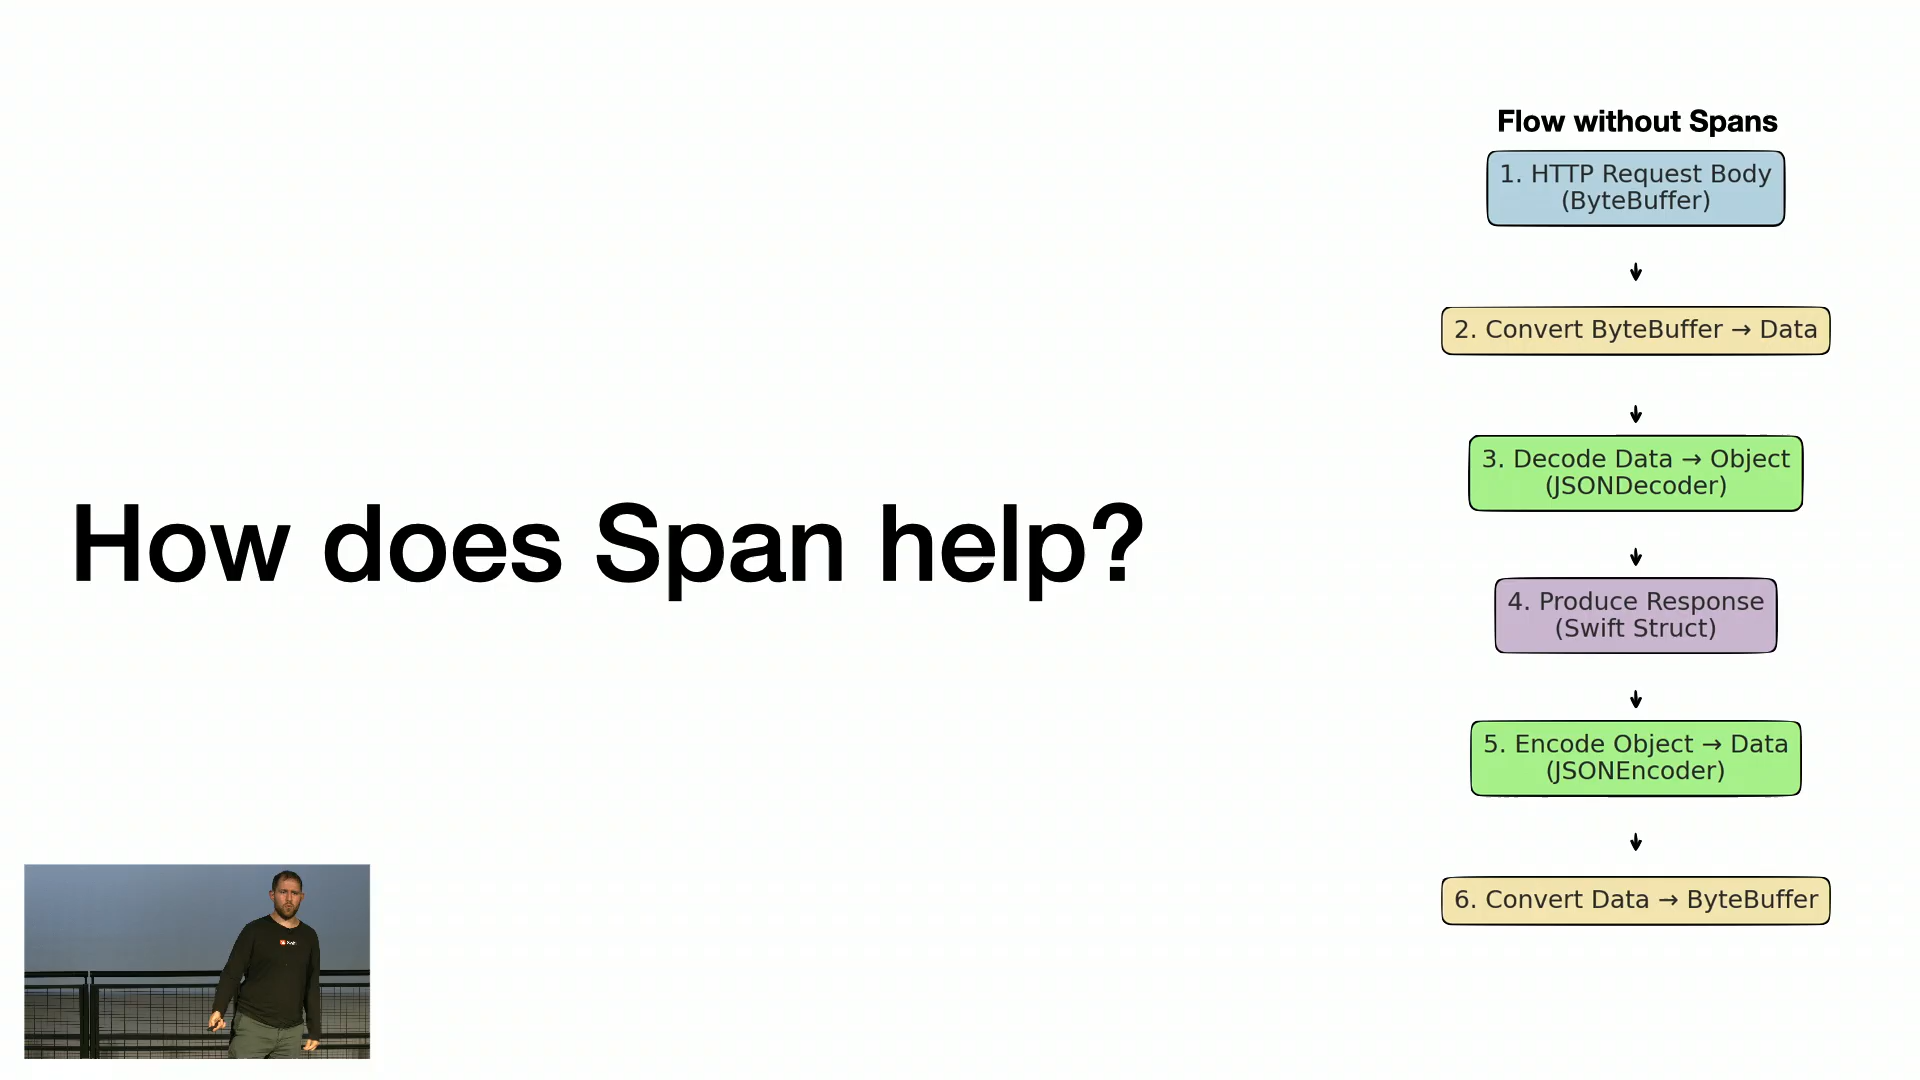 How does Span help?
Flow without Spans
1. HTTP Request Body
(ByteBuffer)
2. Convert ByteBuffer → Data
3. Decode Data → Object
(JSONDecoder)
4. Produce Response
(Swift Struct)
5. Encode Object → Data
(JSONEncoder)
6. Convert Data → ByteBuffer